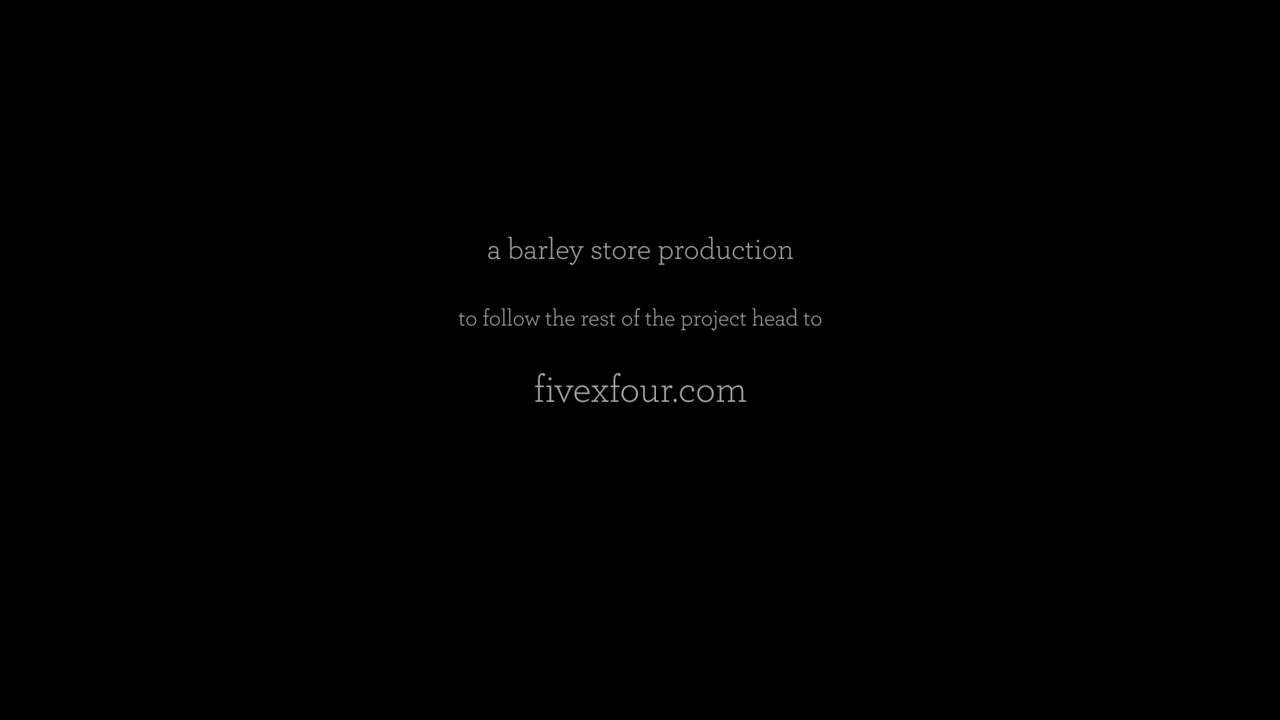 a barley store production
to follow the rest of the project head to
fivexfour.com